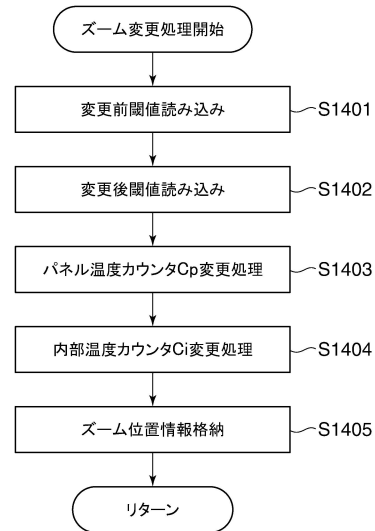 ズーム変更処理開始
変更前閾値読み込み
S1401
変更後閾値読み込み
S1402
パネル温度カウンタCp変更処理
S1403
内部温度カウンタCi変更処理
S1404
ズーム位置情報格納
S1405
リターン